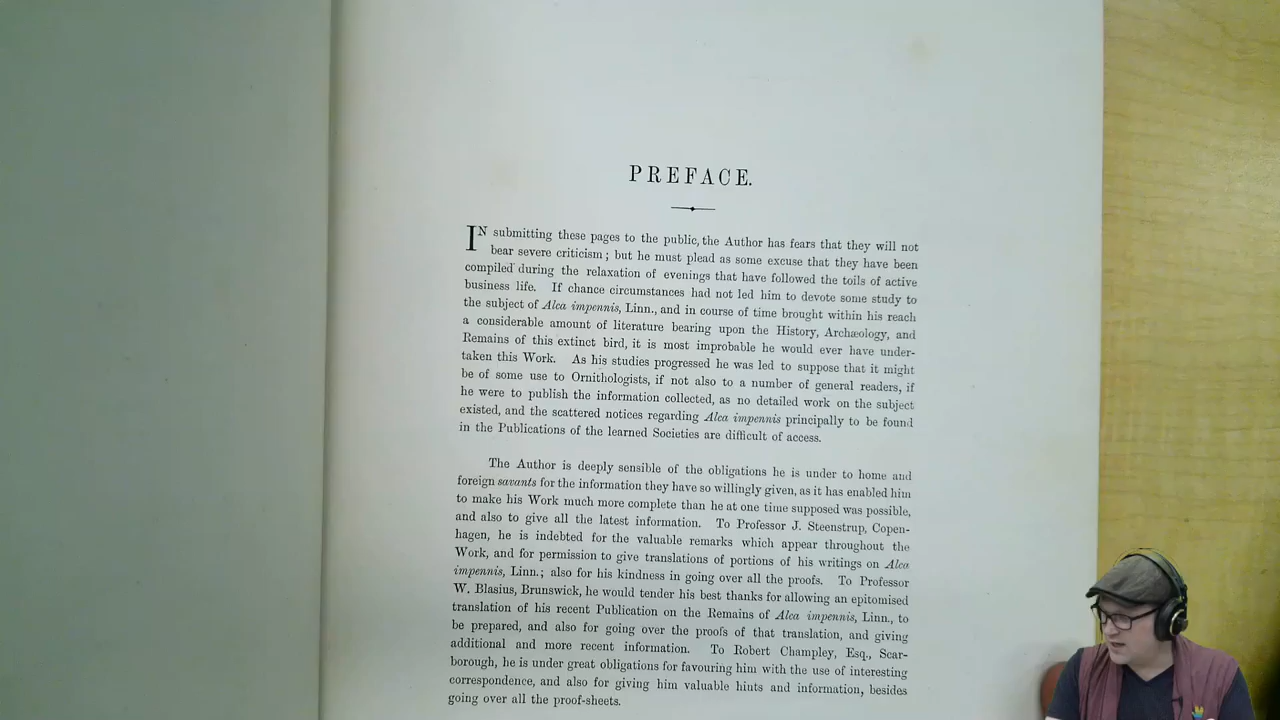 PREFACE.
IN submitting these pages to the public, the Author has fears that they will not
bear severe criticism; but he must plead as some excuse that they have been
compiled during the relaxation of evenings that have followed the toils of active
business life. If chance circumstances had not led him to devote some study to
the subject of Alca impennis, Linn., and in course of time brought within his reach
a considerable amount of literature bearing upon the History, Archæology, and
Remains of this extinct bird, it is most improbable he would ever have under-
taken this Work. As his studies progressed he was led to suppose that it might
be of some use to Ornithologists, if not also to a number of general readers, if
he were to publish the information collected, as no detailed work on the subject
existed, and the scattered notices regarding Alca impennis principally to be found
in the Publications of the learned Societies are difficult of access.
The Author is deeply sensible of the obligations he is under to home and
foreign savants for the information they have so willingly given, as it has enabled him
to make his Work much more complete than he at one time supposed was possible,
and also to give all the latest information. To Professor J. Steenstrup, Copen-
hagen, he is indebted for the valuable remarks which appear throughout the
Work, and for permission to give translations of portions of his writings on Alca
impennis, Linn.; also for his kindness in going over all the proofs. To Professor
W. Blasius, Brunswick, he would tender his best thanks for allowing an epitomised
translation of his recent Publication on the Remains of Alca impennis, Linn., to
be prepared, and also for going over the proofs of that translation, and giving
additional and more recent information. To Robert Champley, Esq., Scar-
borough, he is under great obligations for favouring him with the use of interesting
correspondence, and also for giving him valuable hints and information, besides
going over all the proof-sheets.